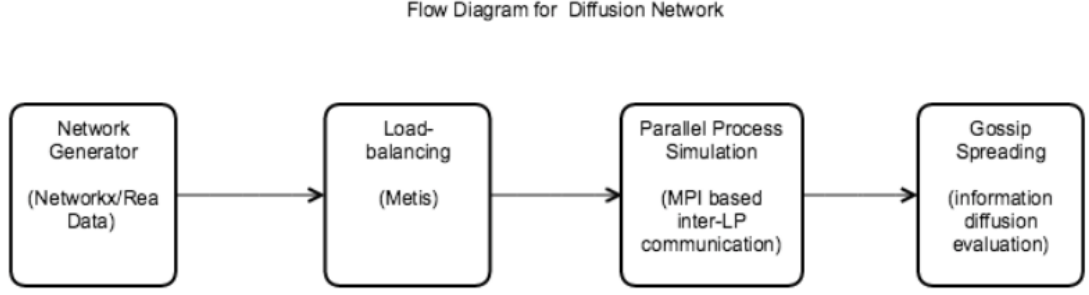 Flow Diagram for Diffusion Network
Network
Generator
(Networkx/Rea
Data)
Load-
balancing
(Metis)
Parallel Process
Simulation
(MPI based
inter-LP
communication)
Gossip
Spreading
(information
diffusion
evaluation)